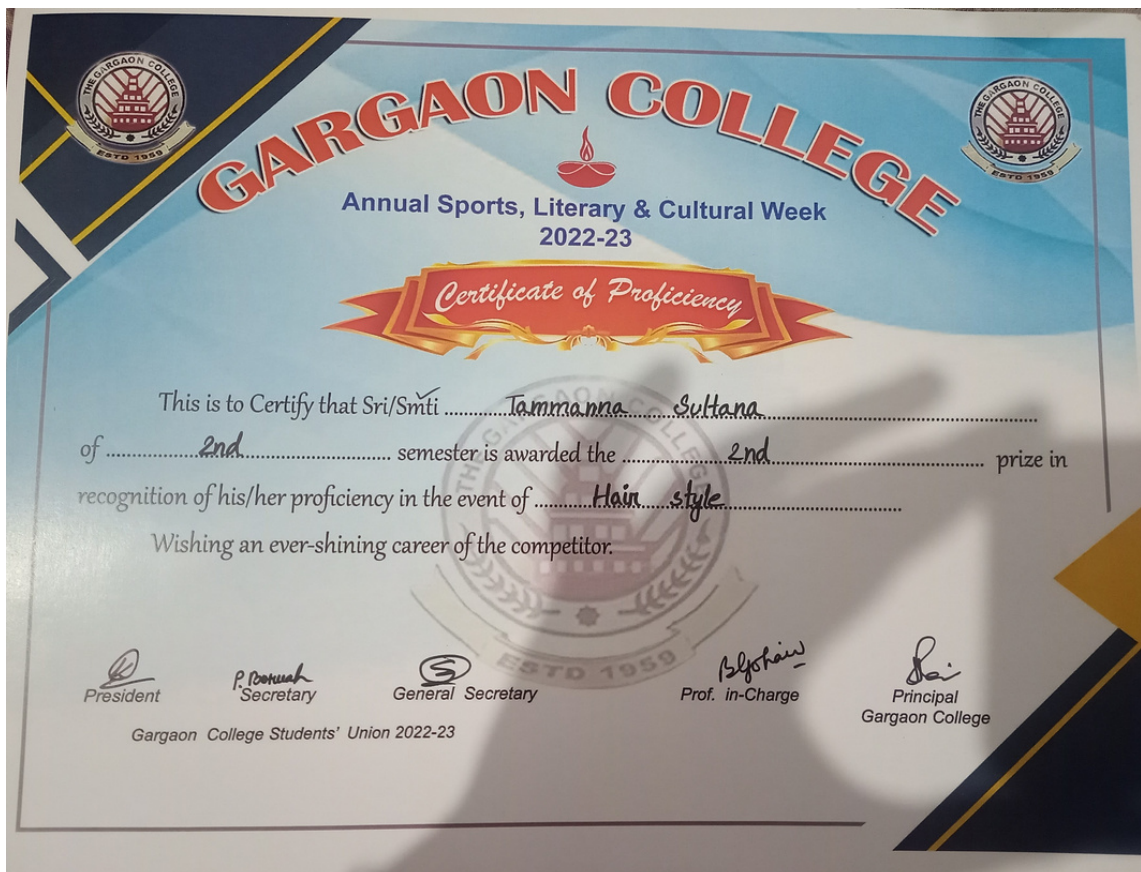 THE GARGAON COLLEGE
ESTD 1959
THE GARGAON COLLEGE
ESTD 1959
GARGAON COLLEGE
Annual Sports, Literary & Cultural Week
2022-23
Certificate of Proficiency
This is to Certify that Sri/Smti ..........Tammanna Sultana..........
of ..........2nd.......... semester is awarded the ..........2nd.......... prize in
recognition of his/her proficiency in the event of ..........Hair style..........
Wishing an ever-shining career of the competitor.
THE GARGAON COLLEGE
ESTD 1959
P. Boruah
President Secretary General Secretary Prof. in-Charge Principal
Gargaon College
Gargaon College Students' Union 2022-23